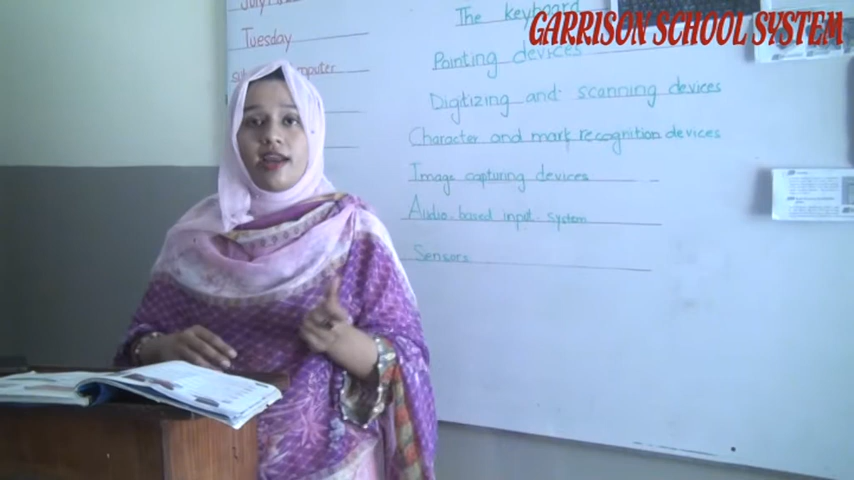 GARRISON SCHOOL SYSTEM
July
Tuesday
The keyboard
Pointing devices
Digitizing and scanning devices
Character and mark recognition devices
Image capturing devices
Audio based input system
Sensors